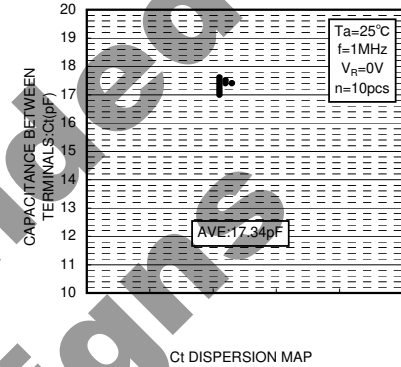 20
19
18
17
16
15
14
13
12
11
10
CAPACITANCE BETWEEN
TERMINALS:Ct(pF)
Ta=25℃
f=1MHz
VR=0V
n=10pcs
AVE:17.34pF
Ct DISPERSION MAP